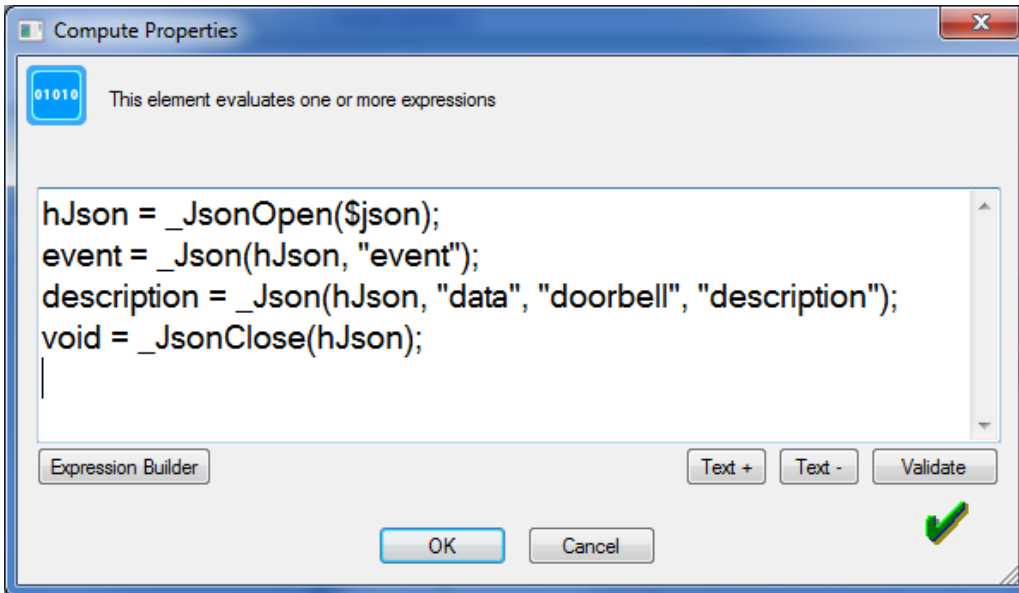 Compute Properties
01010
This element evaluates one or more expressions
hJson = _JsonOpen($json);
event = _Json(hJson, "event");
description = _Json(hJson, "data", "doorbell", "description");
void = _JsonClose(hJson);
Expression Builder
Text +
Text -
Validate
OK
Cancel